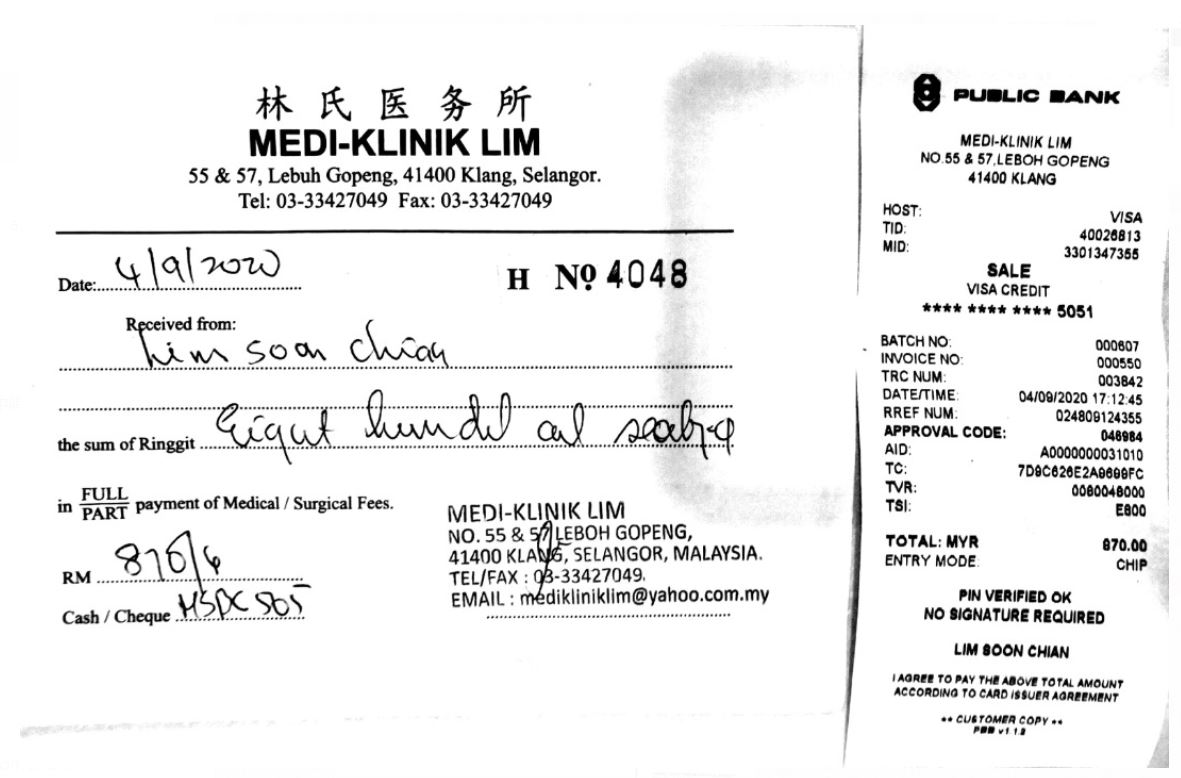 林氏医务所
MEDI-KLINIK LIM
55 & 57, Lebuh Gopeng, 41400 Klang, Selangor.
Tel: 03-33427049 Fax: 03-33427049
Date: 4/9/2020
H Nº 4048
Received from:
Lim soon chian
the sum of Ringgit Eight hundred and seventy
in FULL/PART payment of Medical / Surgical Fees.
RM 870/
Cash / Cheque
MEDI-KLINIK LIM
NO. 55 & 57 LEBOH GOPENG,
41400 KLANG, SELANGOR, MALAYSIA.
TEL/FAX : 03-33427049.
EMAIL : medikliniklim@yahoo.com.my
PUBLIC BANK
MEDI-KLINIK LIM
NO.55 & 57,LEBOH GOPENG
41400 KLANG
HOST: VISA
TID: 40026813
MID: 3301347355
SALE
VISA CREDIT
**** **** **** 5051
BATCH NO: 000607
INVOICE NO: 000550
TRC NUM: 003842
DATE/TIME: 04/09/2020 17:12:45
RREF NUM: 024809124355
APPROVAL CODE: 046984
AID: A0000000031010
TC: 7D9C626E2A9699FC
TVR: 0080048000
TSI: E800
TOTAL: MYR 870.00
ENTRY MODE: CHIP
PIN VERIFIED OK
NO SIGNATURE REQUIRED
LIM SOON CHIAN
I AGREE TO PAY THE ABOVE TOTAL AMOUNT
ACCORDING TO CARD ISSUER AGREEMENT
** CUSTOMER COPY **
PBB v1.1.2